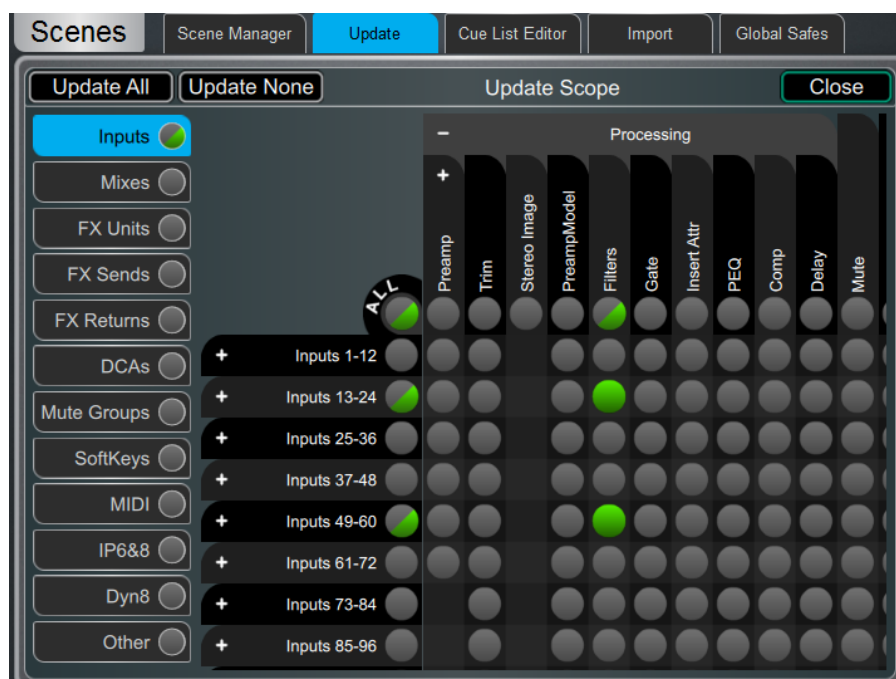 Scenes
Scene Manager
Update
Cue List Editor
Import
Global Safes
Update All
Update None
Update Scope
Close
Inputs
Mixes
FX Units
FX Sends
FX Returns
DCAs
Mute Groups
SoftKeys
MIDI
IP6&8
Dyn8
Other
−
Processing
+
Preamp
Trim
Stereo Image
PreampModel
Filters
Gate
Insert Attr
PEQ
Comp
Delay
Mute
ALL
+ Inputs 1-12
+ Inputs 13-24
+ Inputs 25-36
+ Inputs 37-48
+ Inputs 49-60
+ Inputs 61-72
+ Inputs 73-84
+ Inputs 85-96